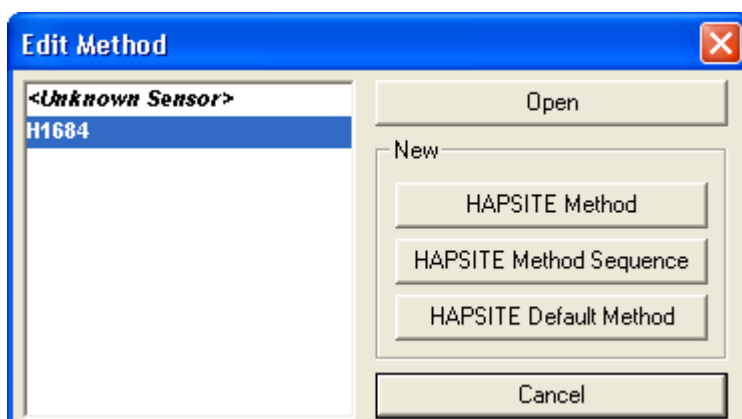 Edit Method
<Unknown Sensor>
H1684
Open
New
HAPSITE Method
HAPSITE Method Sequence
HAPSITE Default Method
Cancel